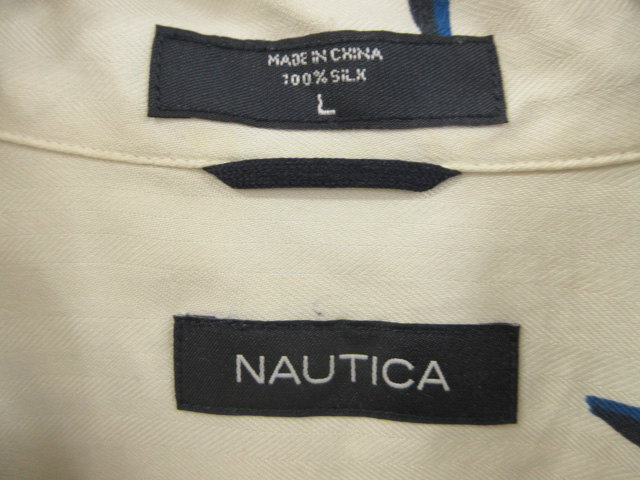 MADE IN CHINA
100% SILK
L
NAUTICA